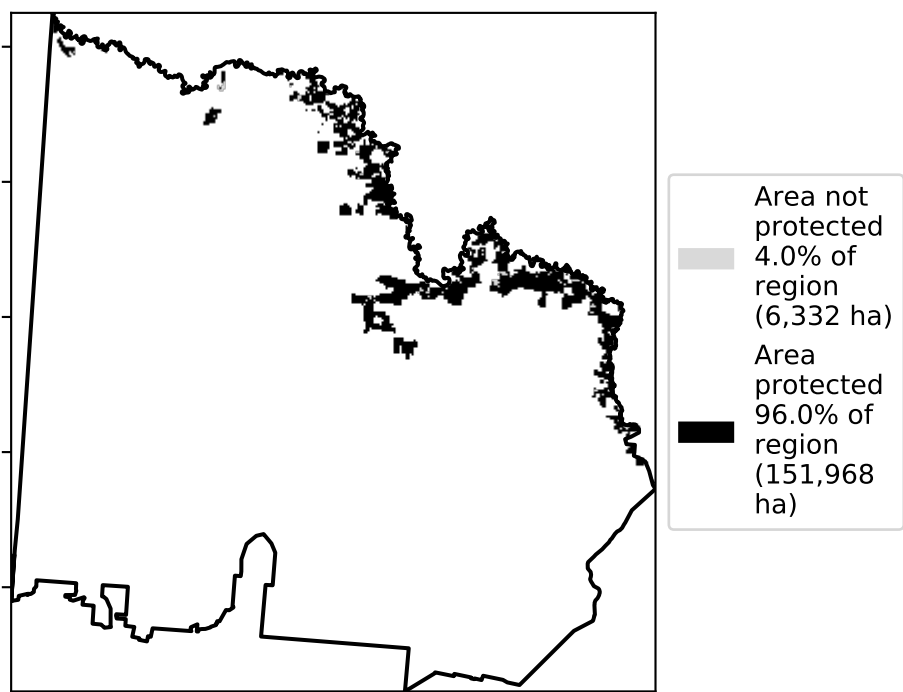 Area not
protected
4.0% of
region
(6,332 ha)
Area
protected
96.0% of
region
(151,968
ha)